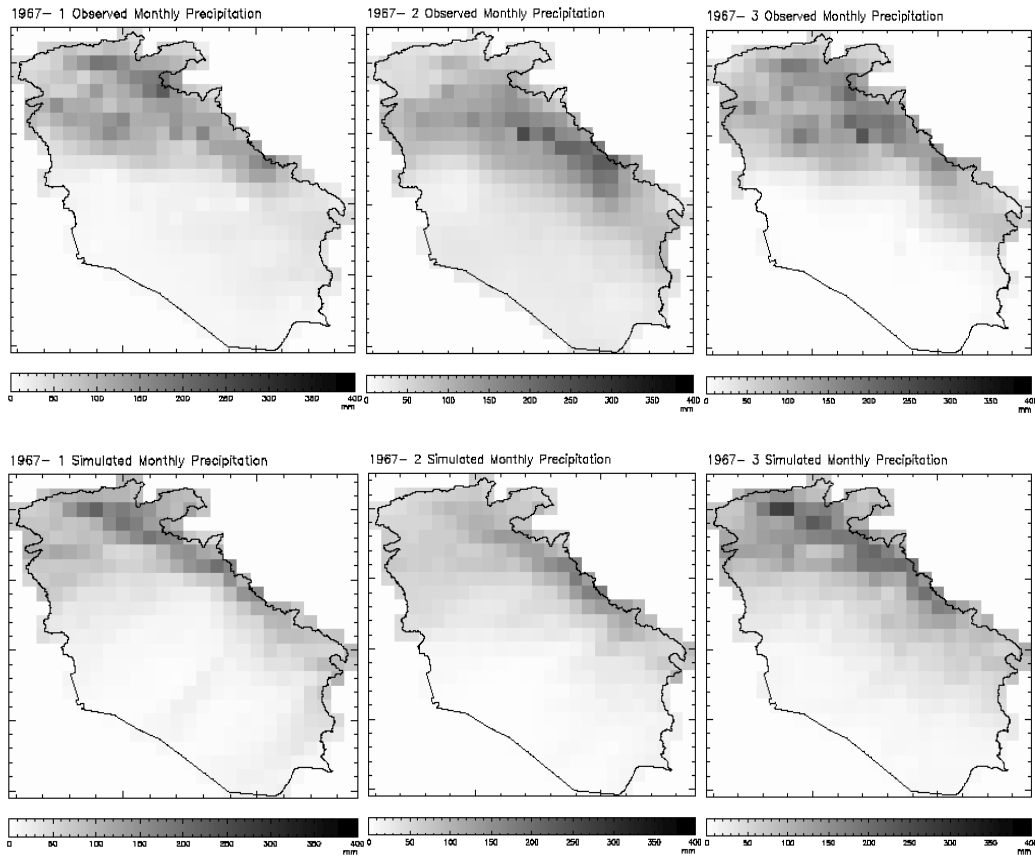 1967- 1 Observed Monthly Precipitation
1967- 2 Observed Monthly Precipitation
1967- 3 Observed Monthly Precipitation
0 50 100 150 200 250 300 350 400
mm
0 50 100 150 200 250 300 350 400
mm
0 50 100 150 200 250 300 350 400
mm
1967- 1 Simulated Monthly Precipitation
1967- 2 Simulated Monthly Precipitation
1967- 3 Simulated Monthly Precipitation
0 50 100 150 200 250 300 350 400
mm
0 50 100 150 200 250 300 350 400
mm
0 50 100 150 200 250 300 350 400
mm